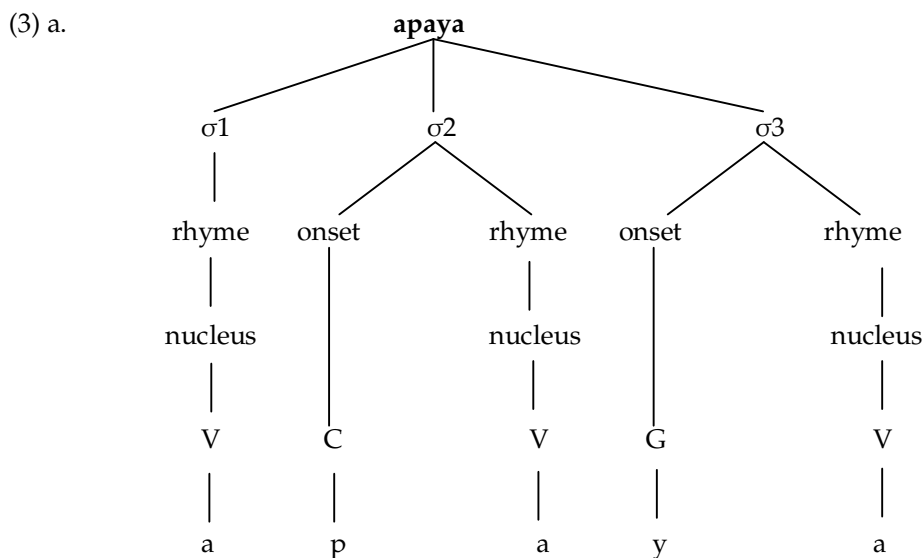 (3) a. apaya
σ1 σ2 σ3
rhyme onset rhyme onset rhyme
nucleus nucleus nucleus
V C V G V
a p a y a